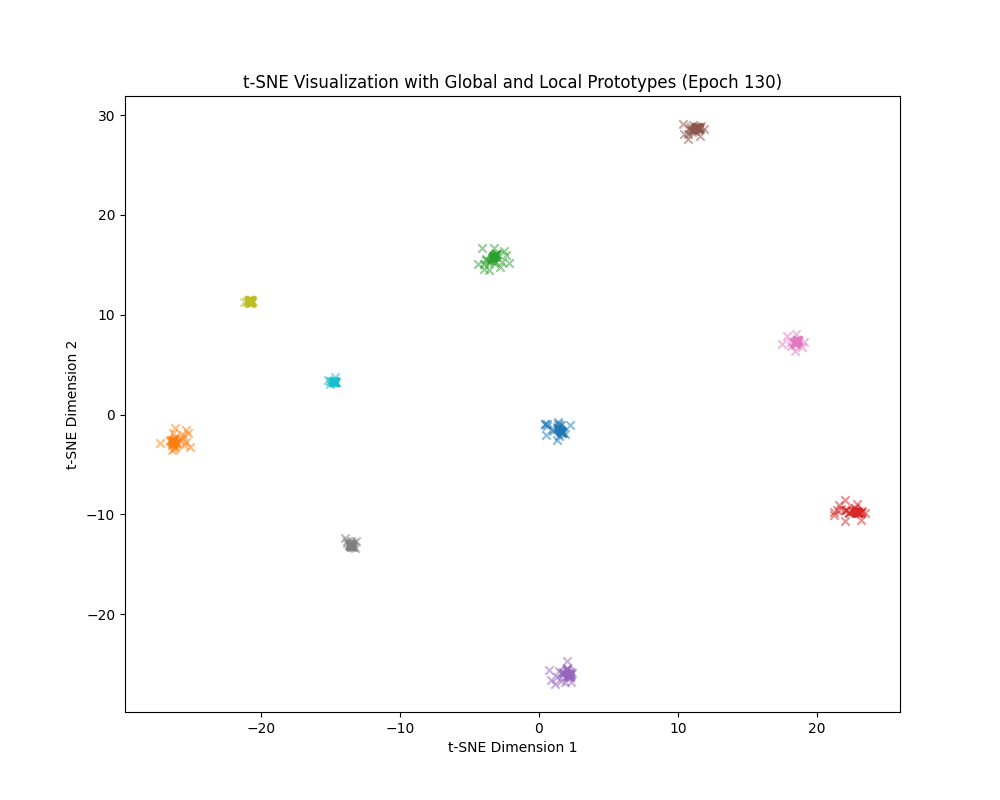 t-SNE Visualization with Global and Local Prototypes (Epoch 130)
30
20
10
0
−10
−20
t-SNE Dimension 2
−20 −10 0 10 20
t-SNE Dimension 1